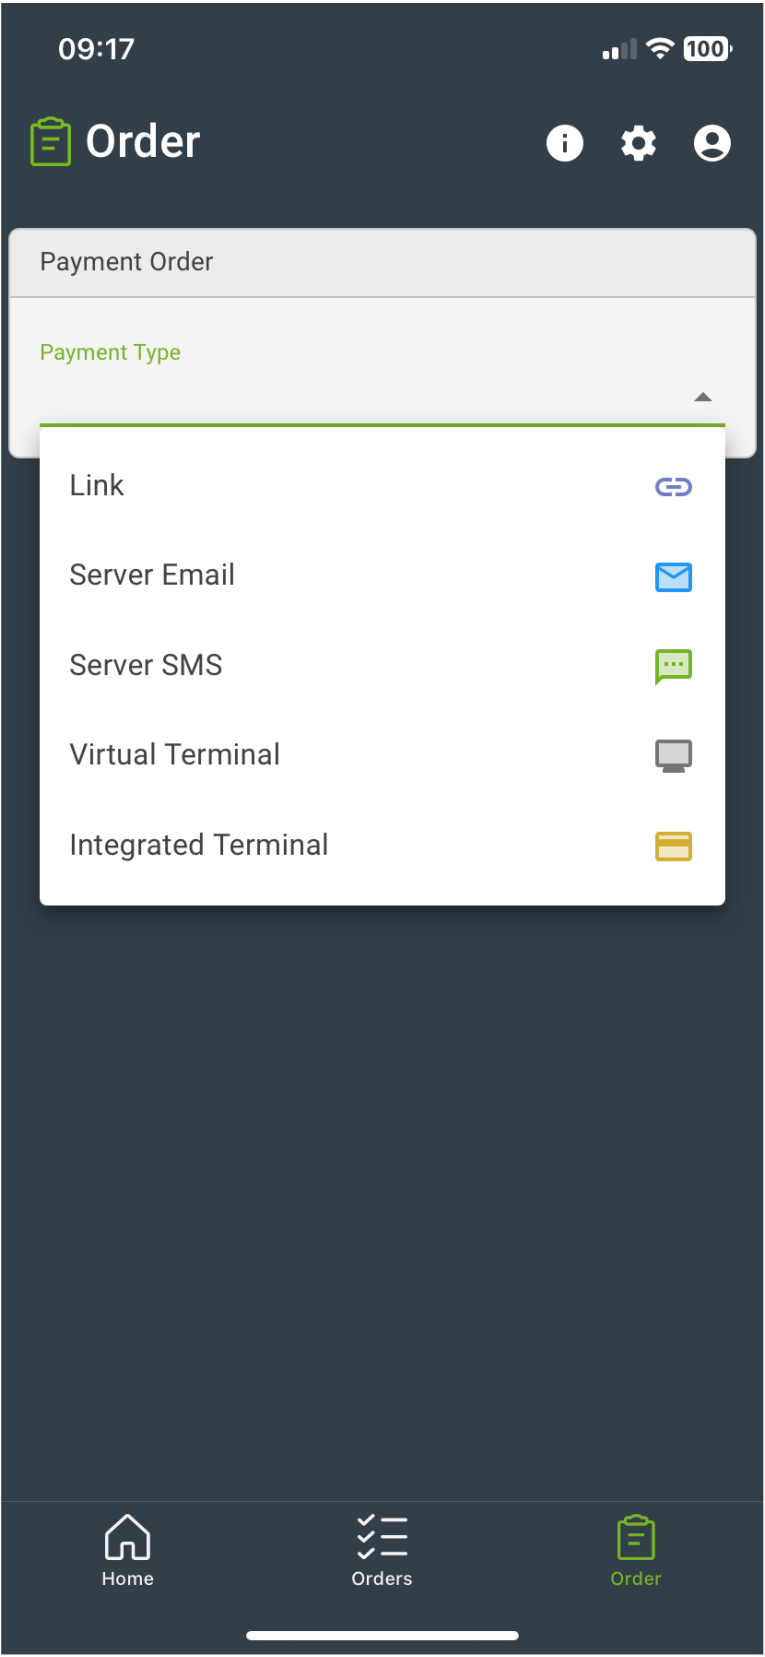 09:17
100
Order
Payment Order
Payment Type
Link
Server Email
Server SMS
Virtual Terminal
Integrated Terminal
Home
Orders
Order